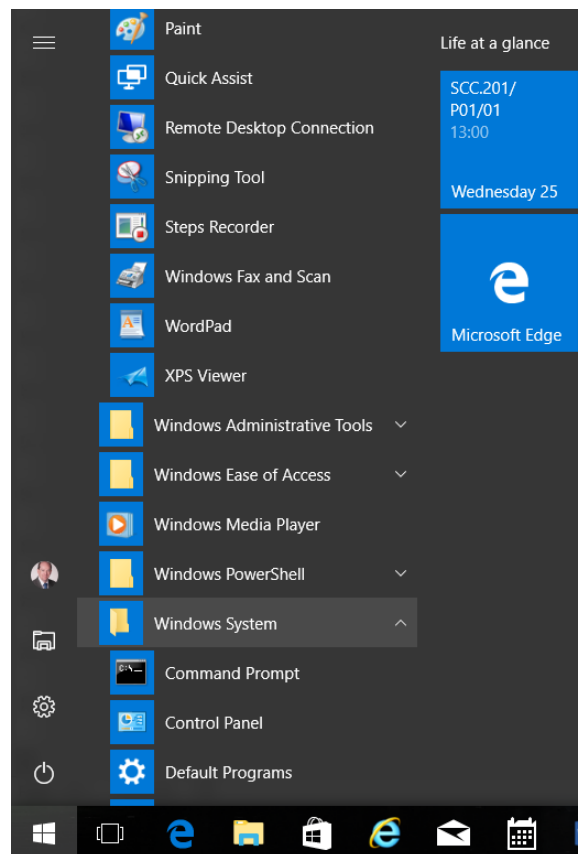 Paint
Quick Assist
Remote Desktop Connection
Snipping Tool
Steps Recorder
Windows Fax and Scan
WordPad
XPS Viewer
Windows Administrative Tools
Windows Ease of Access
Windows Media Player
Windows PowerShell
Windows System
Command Prompt
Control Panel
Default Programs
Life at a glance
SCC.201/
P01/01
13:00
Wednesday 25
Microsoft Edge